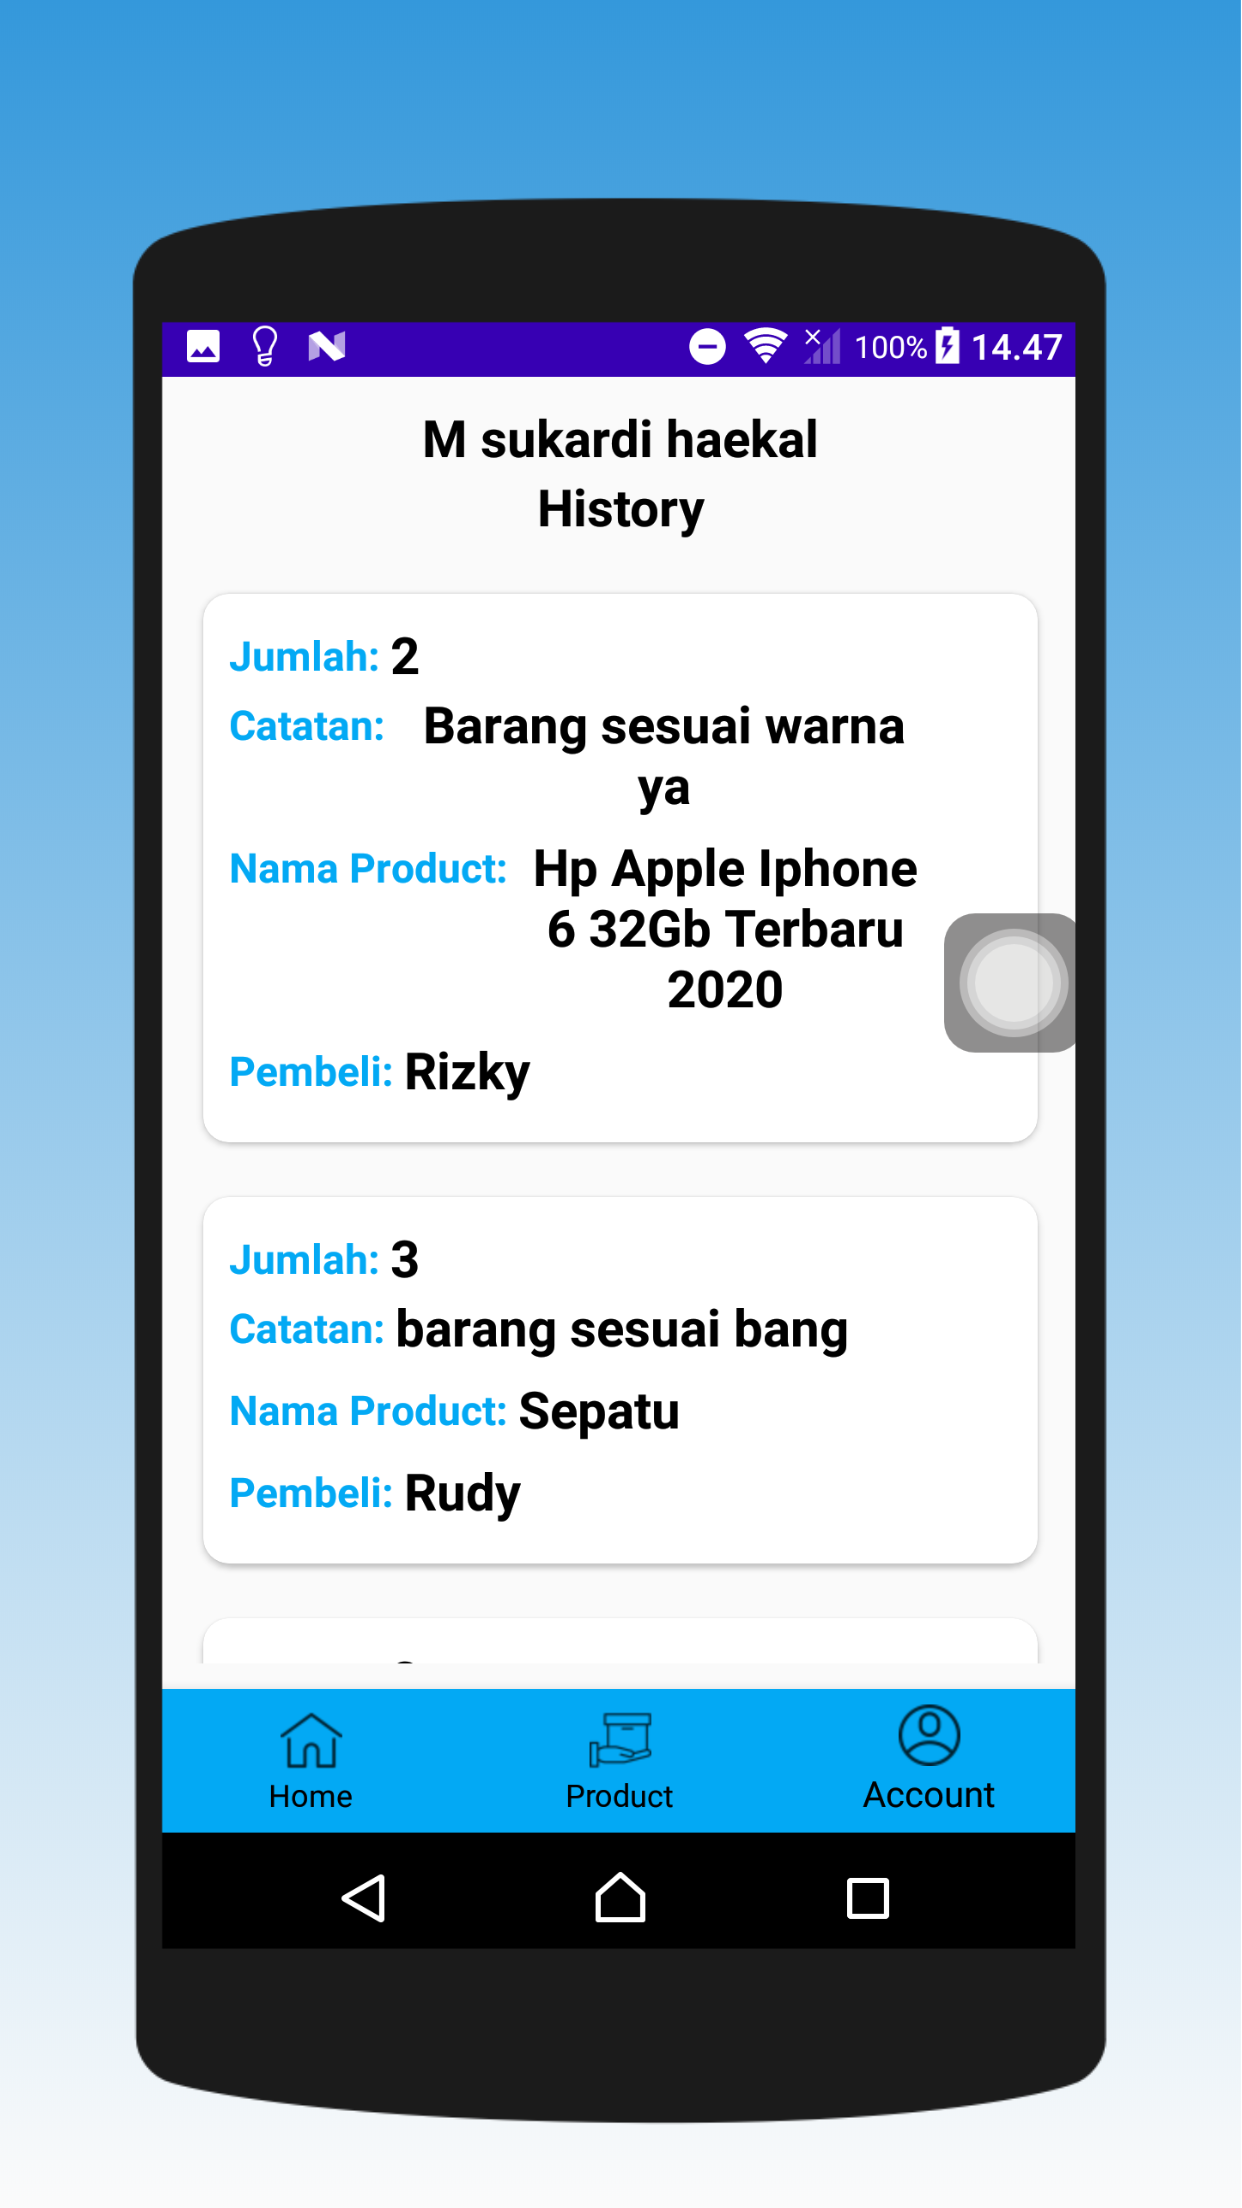 100% 14.47
M sukardi haekal
History
Jumlah: 2
Catatan: Barang sesuai warna
ya
Nama Product: Hp Apple Iphone
6 32Gb Terbaru
2020
Pembeli: Rizky
Jumlah: 3
Catatan: barang sesuai bang
Nama Product: Sepatu
Pembeli: Rudy
Home
Product
Account